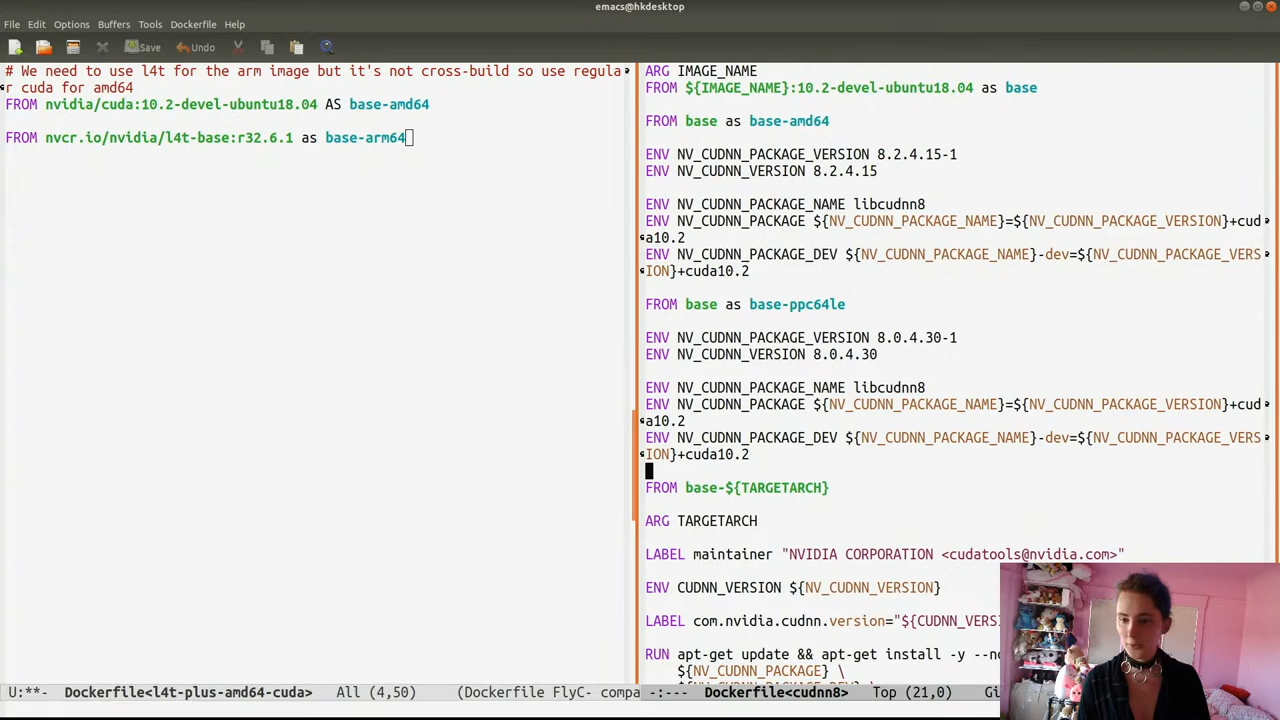 emacs@hkdesktop
File Edit Options Buffers Tools Dockerfile Help
Save Undo
# We need to use l4t for the arm image but it's not cross-build so use regula
r cuda for amd64
FROM nvidia/cuda:10.2-devel-ubuntu18.04 AS base-amd64
FROM nvcr.io/nvidia/l4t-base:r32.6.1 as base-arm64
U:**- Dockerfile<l4t-plus-amd64-cuda> All (4,50) (Dockerfile FlyC- compa
ARG IMAGE_NAME
FROM ${IMAGE_NAME}:10.2-devel-ubuntu18.04 as base
FROM base as base-amd64
ENV NV_CUDNN_PACKAGE_VERSION 8.2.4.15-1
ENV NV_CUDNN_VERSION 8.2.4.15
ENV NV_CUDNN_PACKAGE_NAME libcudnn8
ENV NV_CUDNN_PACKAGE ${NV_CUDNN_PACKAGE_NAME}=${NV_CUDNN_PACKAGE_VERSION}+cud
a10.2
ENV NV_CUDNN_PACKAGE_DEV ${NV_CUDNN_PACKAGE_NAME}-dev=${NV_CUDNN_PACKAGE_VERS
ION}+cuda10.2
FROM base as base-ppc64le
ENV NV_CUDNN_PACKAGE_VERSION 8.0.4.30-1
ENV NV_CUDNN_VERSION 8.0.4.30
ENV NV_CUDNN_PACKAGE_NAME libcudnn8
ENV NV_CUDNN_PACKAGE ${NV_CUDNN_PACKAGE_NAME}=${NV_CUDNN_PACKAGE_VERSION}+cud
a10.2
ENV NV_CUDNN_PACKAGE_DEV ${NV_CUDNN_PACKAGE_NAME}-dev=${NV_CUDNN_PACKAGE_VERS
ION}+cuda10.2
FROM base-${TARGETARCH}
ARG TARGETARCH
LABEL maintainer "NVIDIA CORPORATION <cudatools@nvidia.com>"
ENV CUDNN_VERSION ${NV_CUDNN_VERSION}
LABEL com.nvidia.cudnn.version="${CUDNN_VERSI
RUN apt-get update && apt-get install -y --no
${NV_CUDNN_PACKAGE} \
-:--- Dockerfile<cudnn8> Top (21,0) Gi